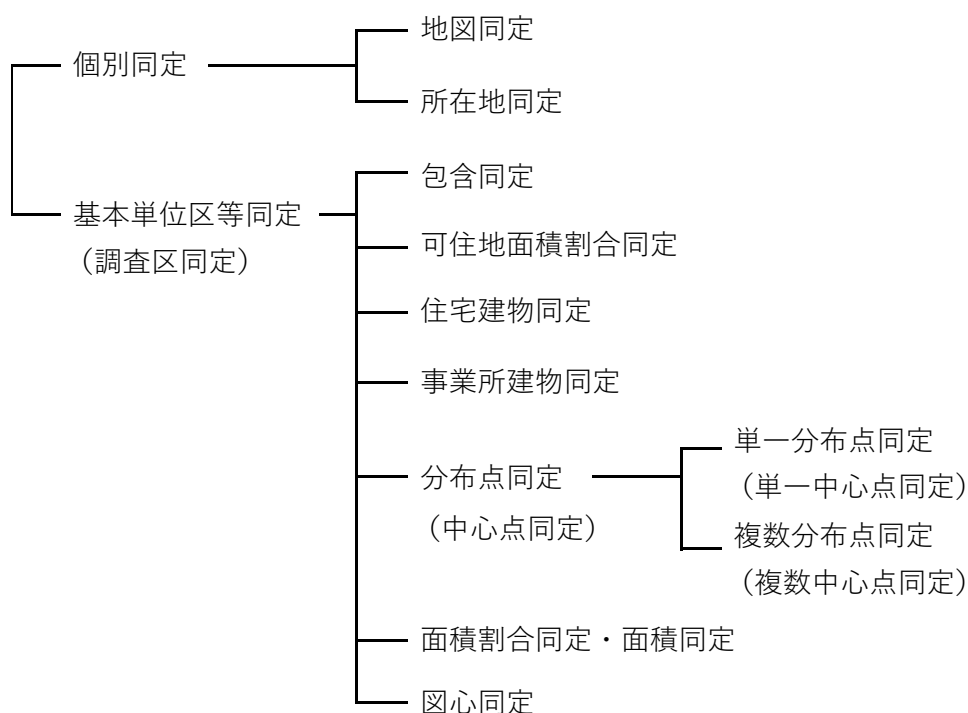 個別同定
地図同定
所在地同定
基本単位区等同定
（調査区同定）
包含同定
可住地面積割合同定
住宅建物同定
事業所建物同定
分布点同定
（中心点同定）
単一分布点同定
（単一中心点同定）
複数分布点同定
（複数中心点同定）
面積割合同定・面積同定
図心同定